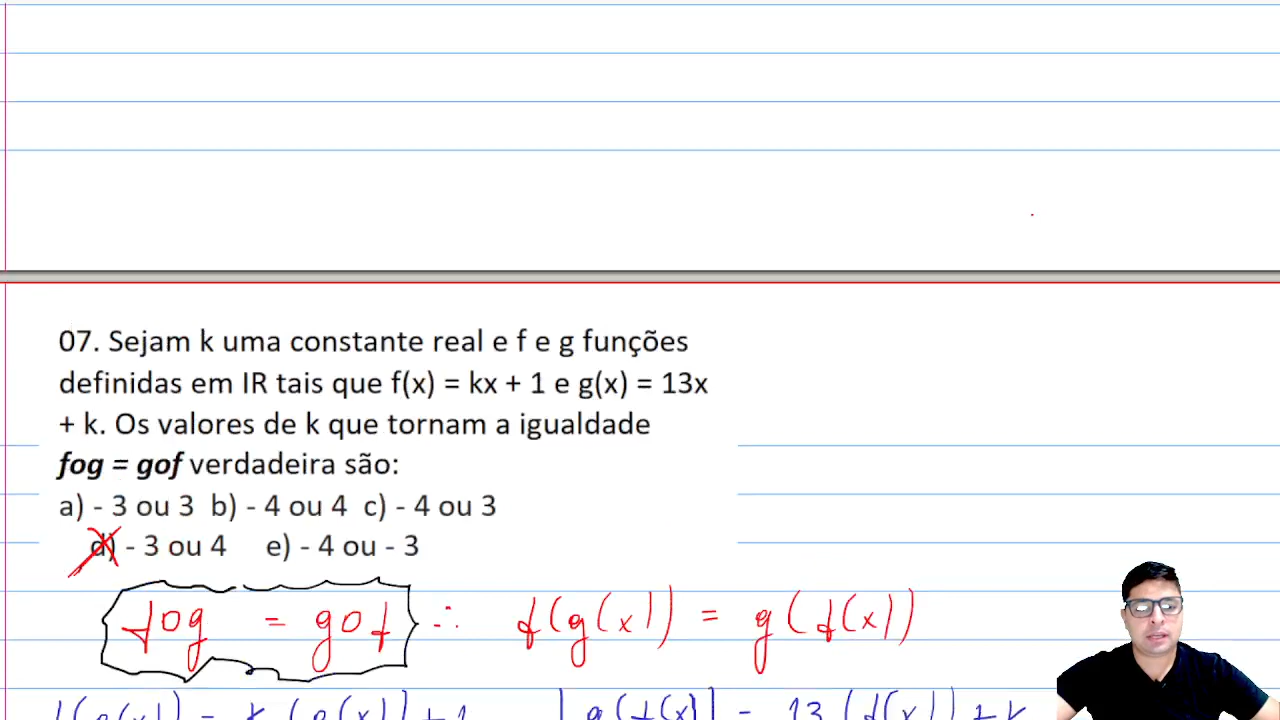 07. Sejam k uma constante real e f e g funções
definidas em IR tais que f(x) = kx + 1 e g(x) = 13x
+ k. Os valores de k que tornam a igualdade
fog = gof verdadeira são:
a) - 3 ou 3 b) - 4 ou 4 c) - 4 ou 3
d) - 3 ou 4 e) - 4 ou - 3
fog = gof ∴ f(g(x)) = g(f(x))
f(g(x)) = k (g(x)) + 1 g(f(x)) = 13 (f(x)) + k